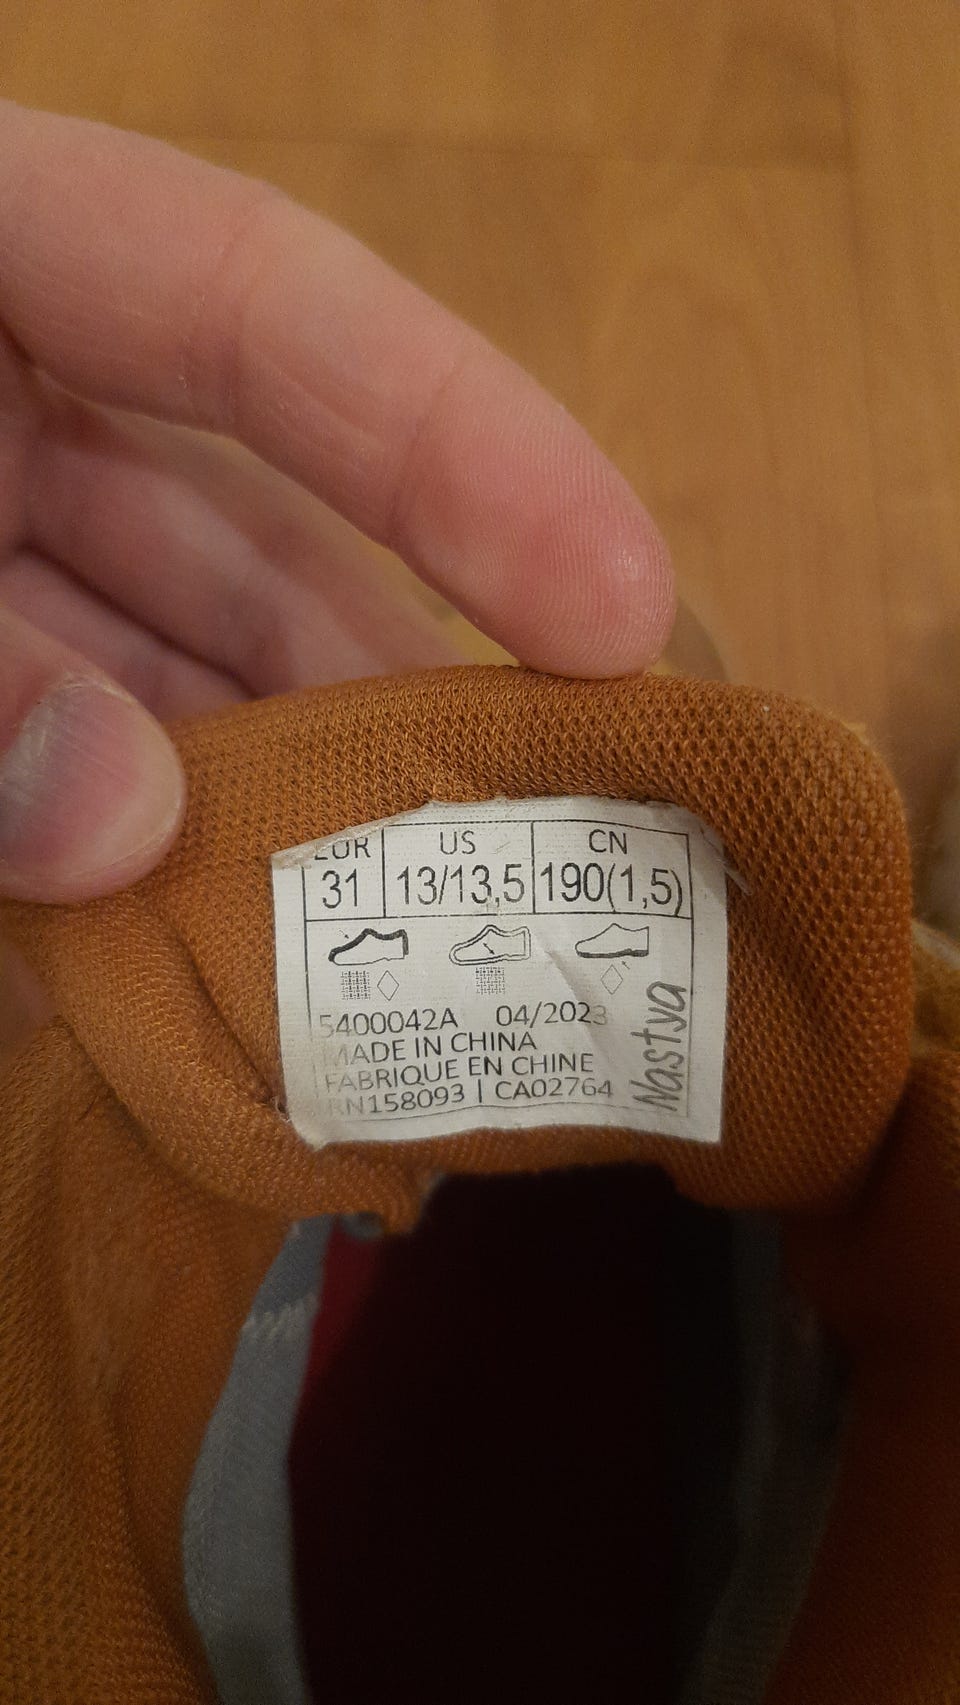 EUR US CN
31 13/13,5 190(1,5)
5400042A 04/2023
MADE IN CHINA
FABRIQUE EN CHINE
RN158093 | CA02764
Nastya